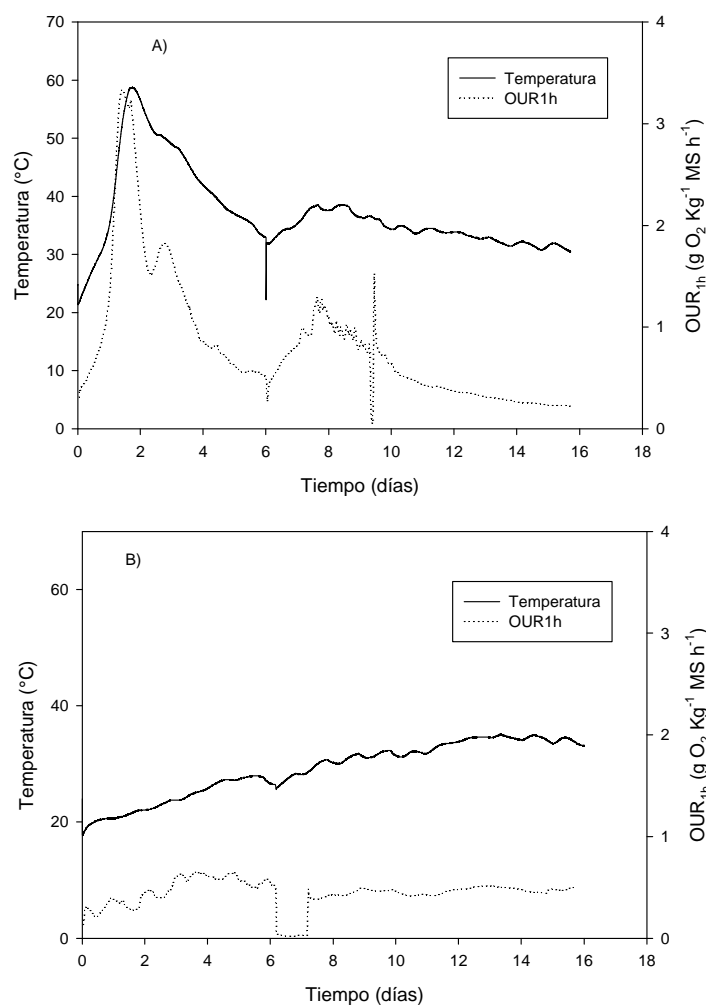 A)
Temperatura
OUR1h
Temperatura (°C)
70
60
50
40
30
20
10
0
OUR1h (g O2 Kg-1 MS h-1)
4
3
2
1
0
0 2 4 6 8 10 12 14 16 18
Tiempo (días)
B)
Temperatura
OUR1h
Temperatura (°C)
60
40
20
0
OUR1h (g O2 Kg-1 MS h-1)
4
3
2
1
0
0 2 4 6 8 10 12 14 16 18
Tiempo (días)